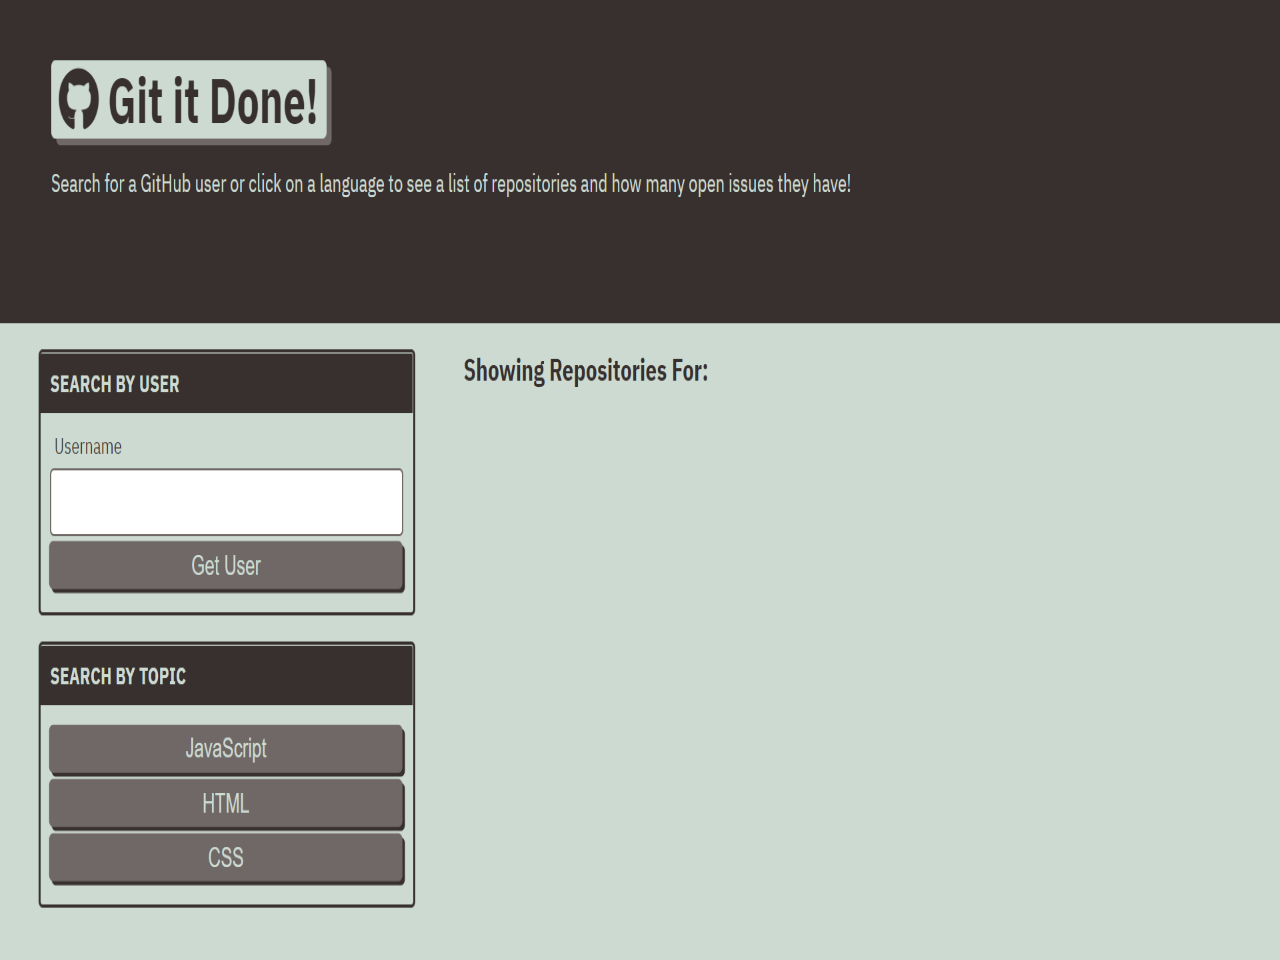 Git it Done!
Search for a GitHub user or click on a language to see a list of repositories and how many open issues they have!
SEARCH BY USER
Username
Get User
SEARCH BY TOPIC
JavaScript
HTML
CSS
Showing Repositories For: